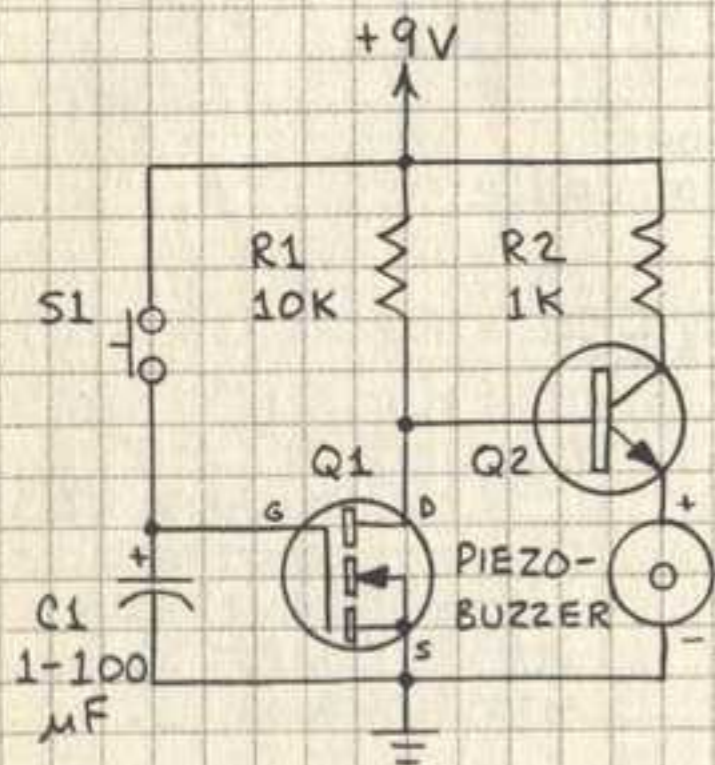 +9V
R1
10K
R2
1K
S1
Q1
Q2
G
D
S
+
C1
1-100
μF
PIEZO-
BUZZER
+
-